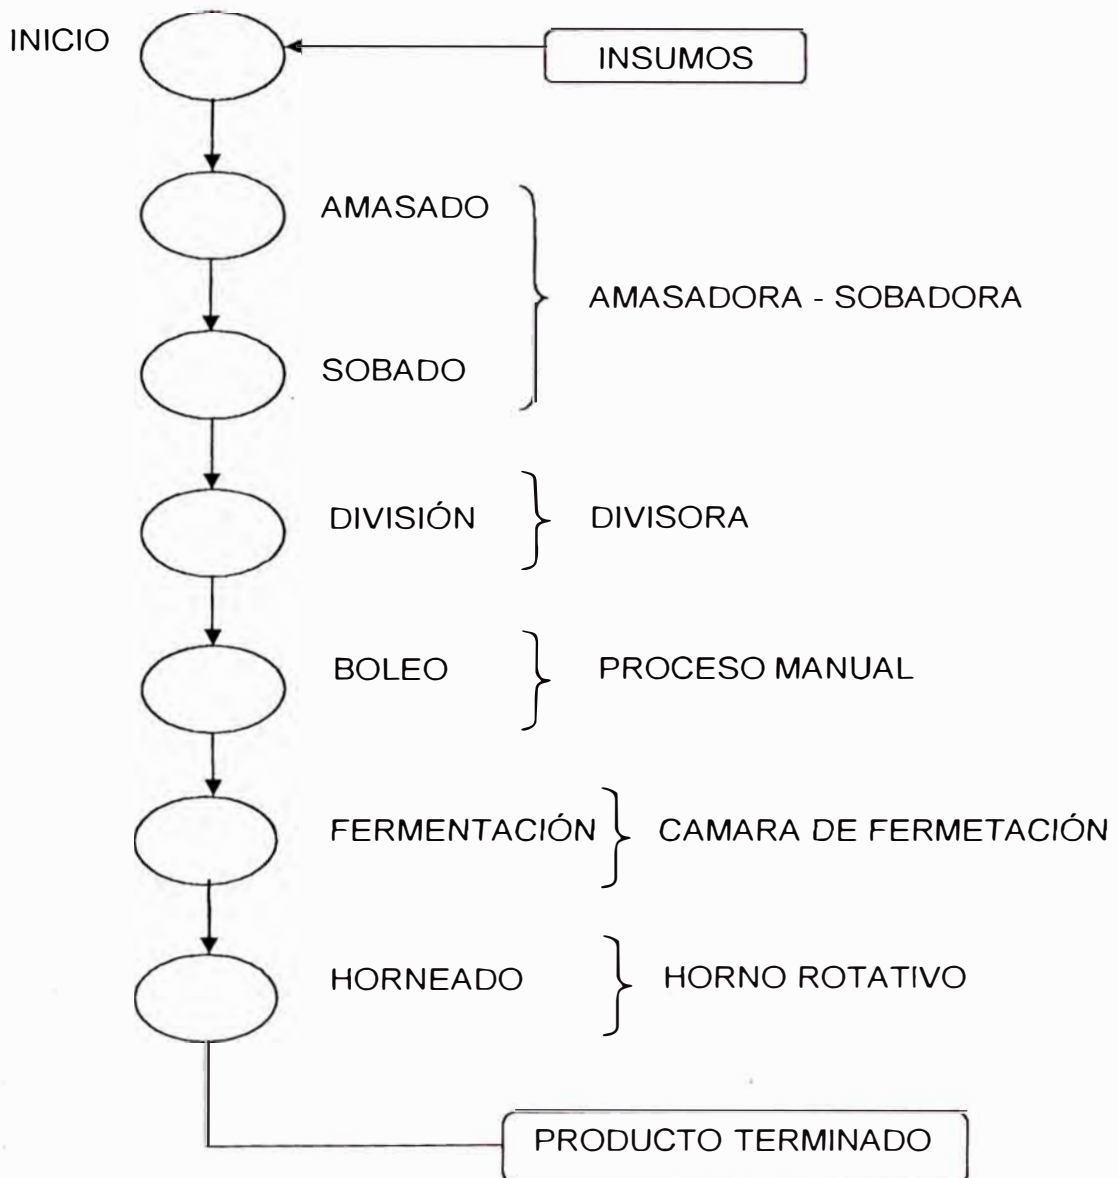 INICIO
INSUMOS
AMASADO
AMASADORA - SOBADORA
SOBADO
DIVISIÓN
DIVISORA
BOLEO
PROCESO MANUAL
FERMENTACIÓN
CAMARA DE FERMETACIÓN
HORNEADO
HORNO ROTATIVO
PRODUCTO TERMINADO